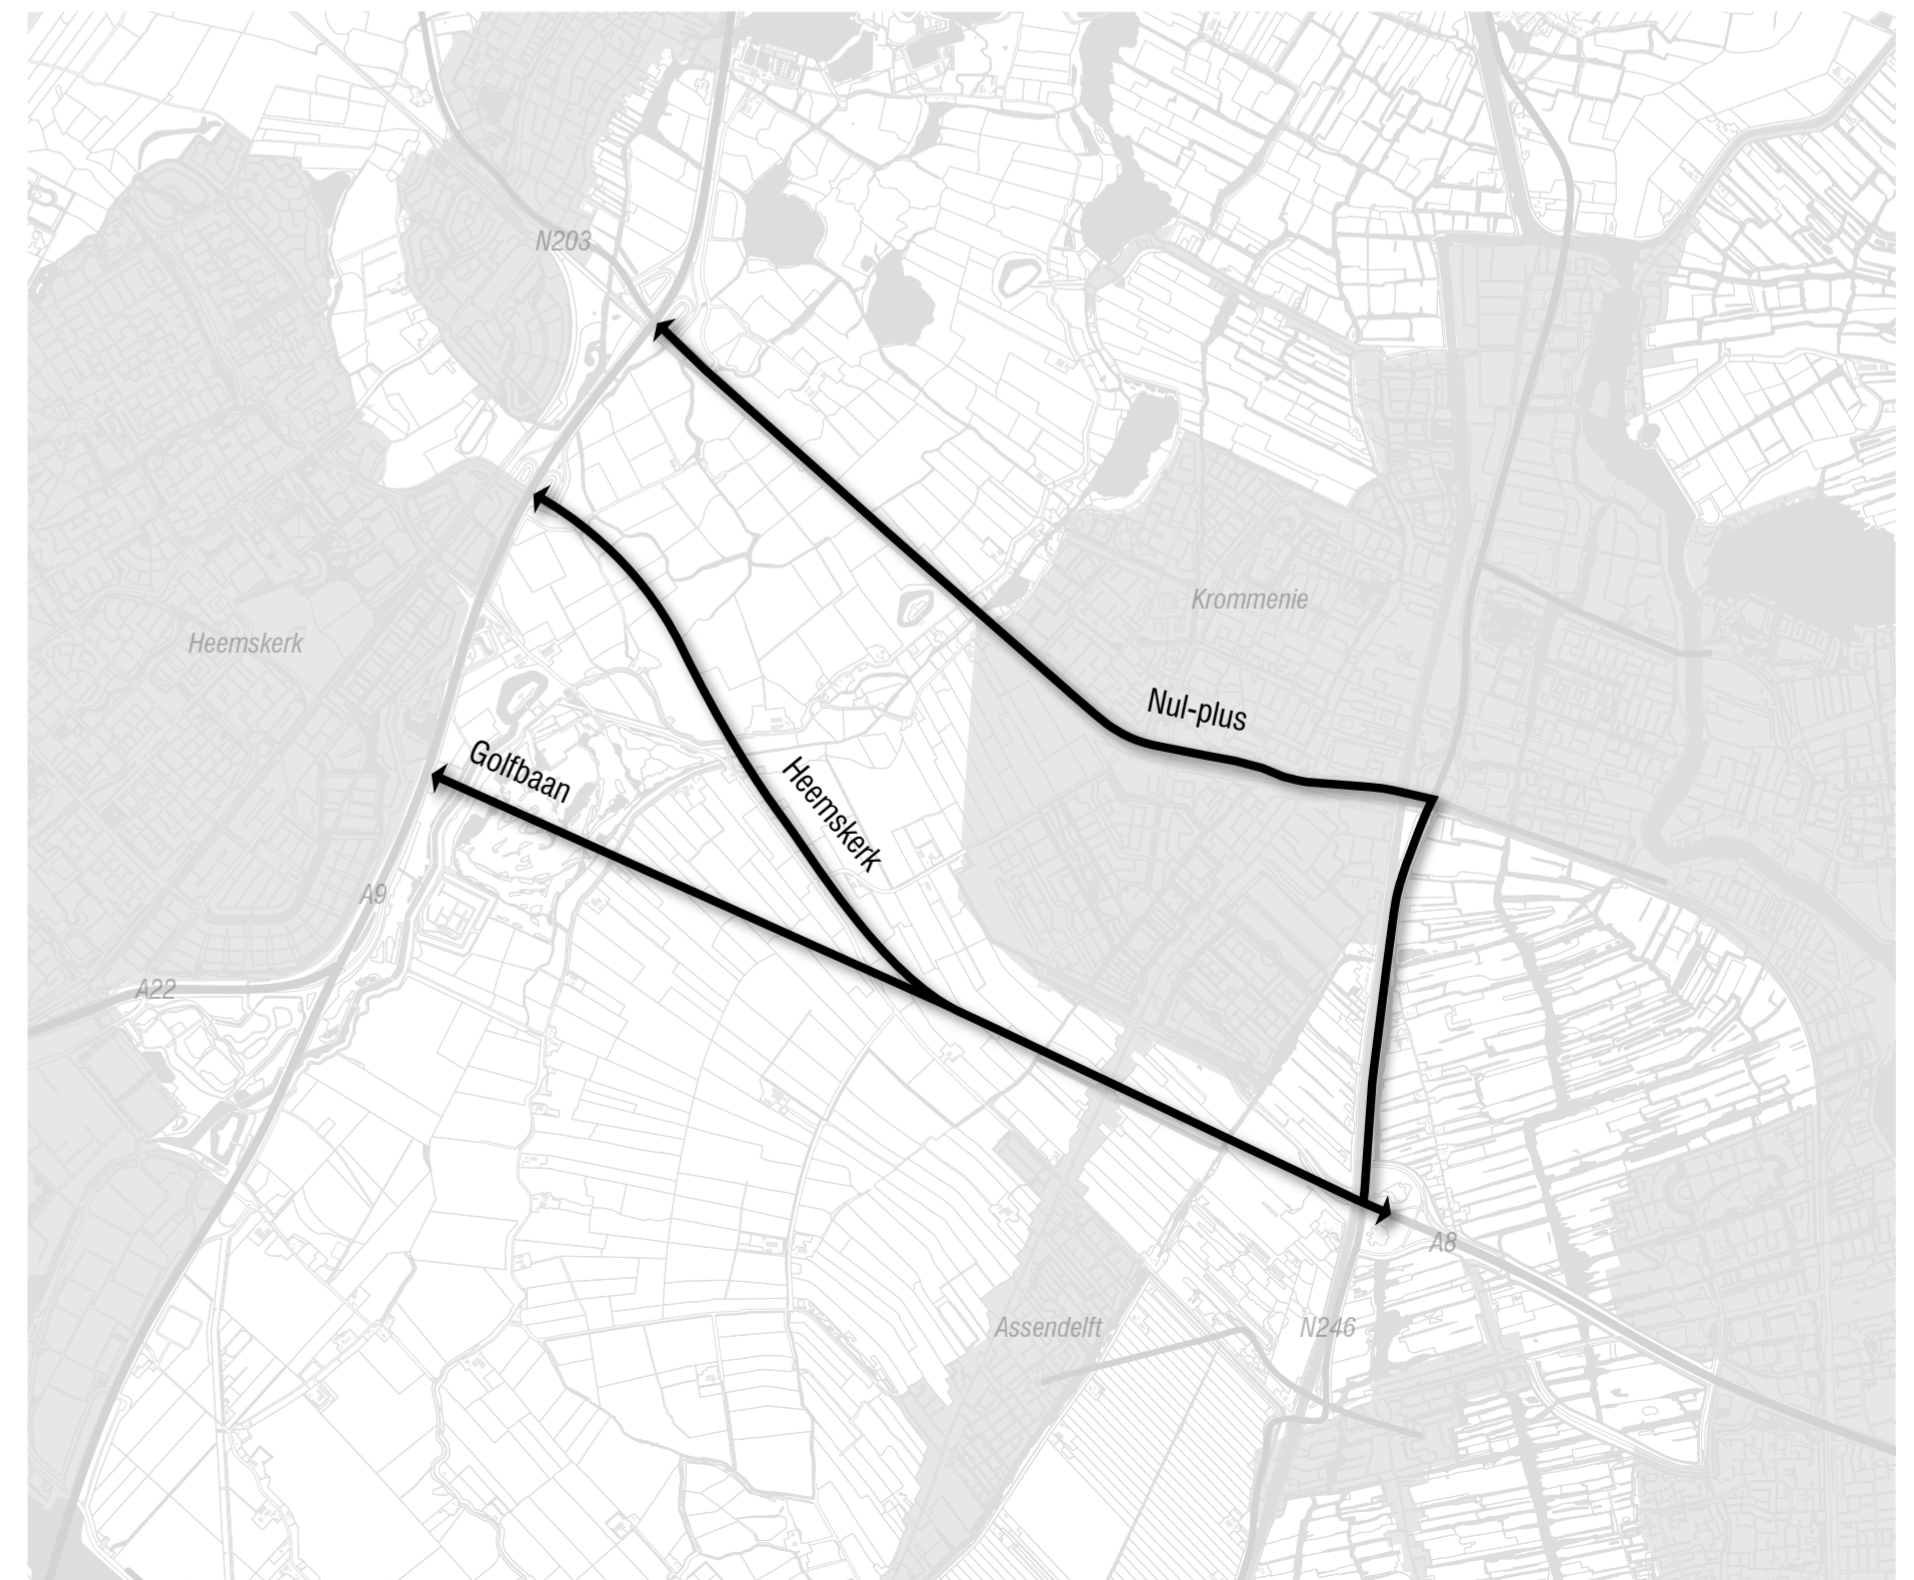 N203
Krommenie
Heemskerk
Nul-plus
Golfbaan
Heemskerk
A9
A22
A8
Assendelft
N246